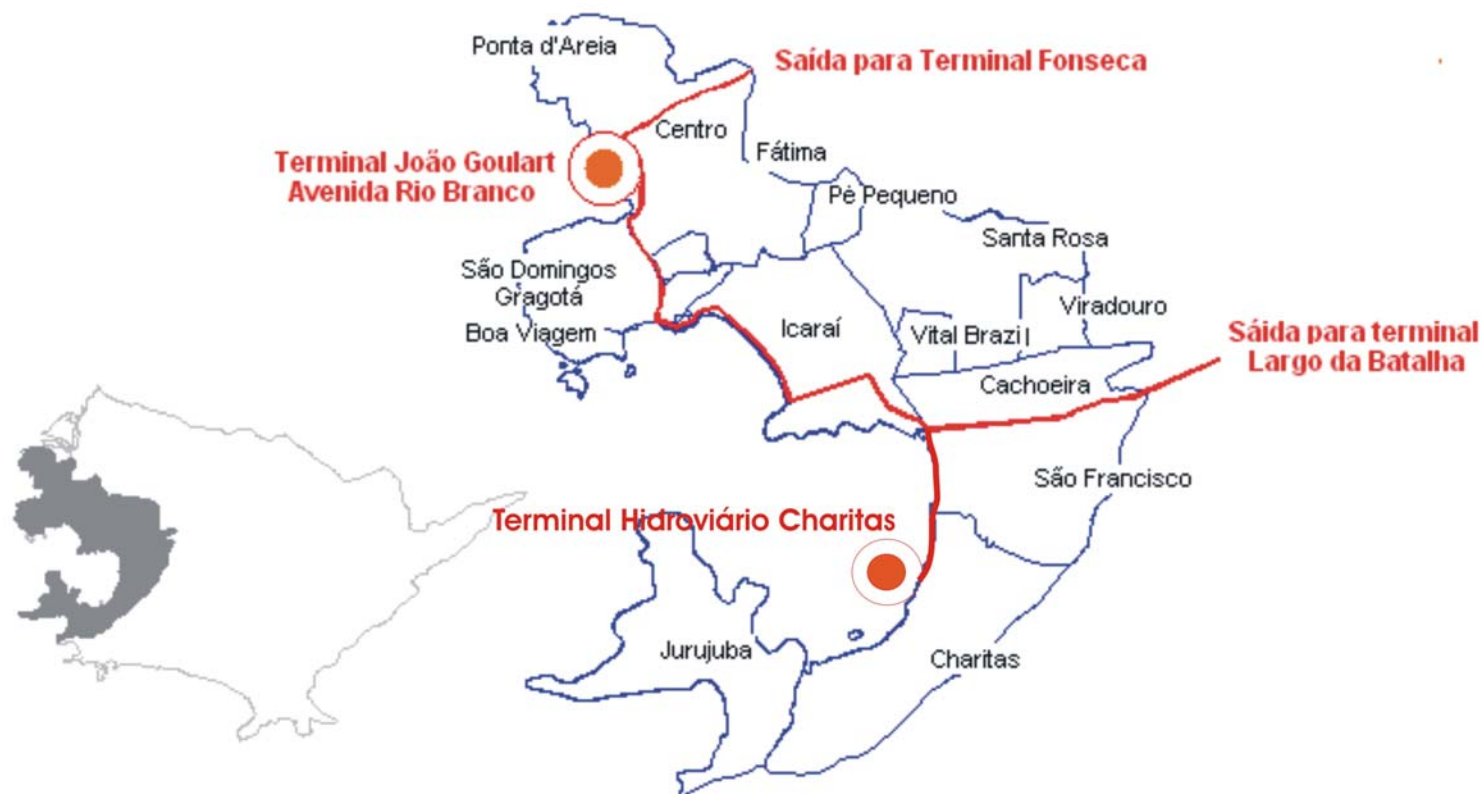 Ponta d'Areia
Saída para Terminal Fonseca
Centro
Fátima
Terminal João Goulart
Avenida Rio Branco
Pè Pequeno
Santa Rosa
São Domingos
Gragotá
Viradouro
Boa Viagem
Icaraí
Vital Brazil
Sáida para terminal
Largo da Batalha
Cachoeira
São Francisco
Terminal Hidroviário Charitas
Jurujuba
Charitas